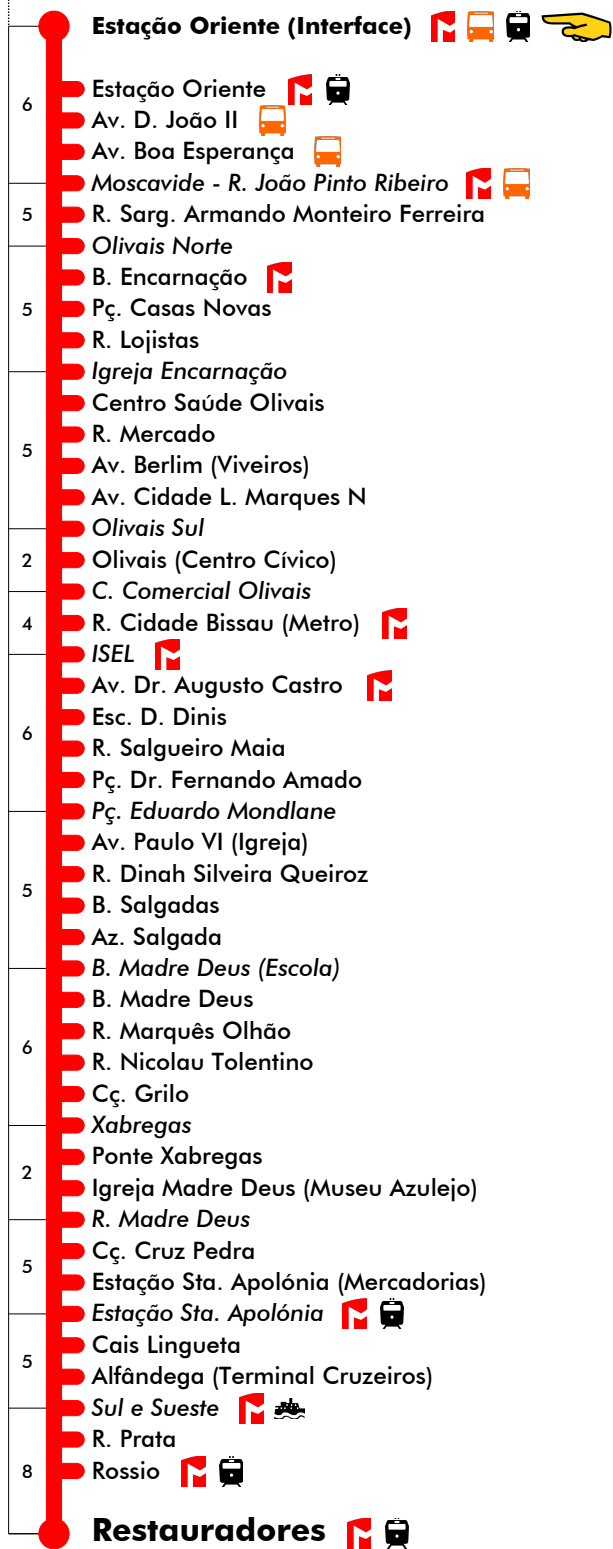 Estação Oriente (Interface)
6
Estação Oriente
Av. D. João II
Av. Boa Esperança
Moscavide - R. João Pinto Ribeiro
5
R. Sarg. Armando Monteiro Ferreira
Olivais Norte
B. Encarnação
5
Pç. Casas Novas
R. Lojistas
Igreja Encarnação
Centro Saúde Olivais
R. Mercado
5
Av. Berlim (Viveiros)
Av. Cidade L. Marques N
Olivais Sul
2
Olivais (Centro Cívico)
C. Comercial Olivais
4
R. Cidade Bissau (Metro)
ISEL
Av. Dr. Augusto Castro
Esc. D. Dinis
6
R. Salgueiro Maia
Pç. Dr. Fernando Amado
Pç. Eduardo Mondlane
Av. Paulo VI (Igreja)
R. Dinah Silveira Queiroz
5
B. Salgadas
Az. Salgada
B. Madre Deus (Escola)
B. Madre Deus
R. Marquês Olhão
6
R. Nicolau Tolentino
Cç. Grilo
Xabregas
Ponte Xabregas
2
Igreja Madre Deus (Museu Azulejo)
R. Madre Deus
Cç. Cruz Pedra
5
Estação Sta. Apolónia (Mercadorias)
Estação Sta. Apolónia
Cais Lingueta
5
Alfândega (Terminal Cruzeiros)
Sul e Sueste
R. Prata
8
Rossio
Restauradores